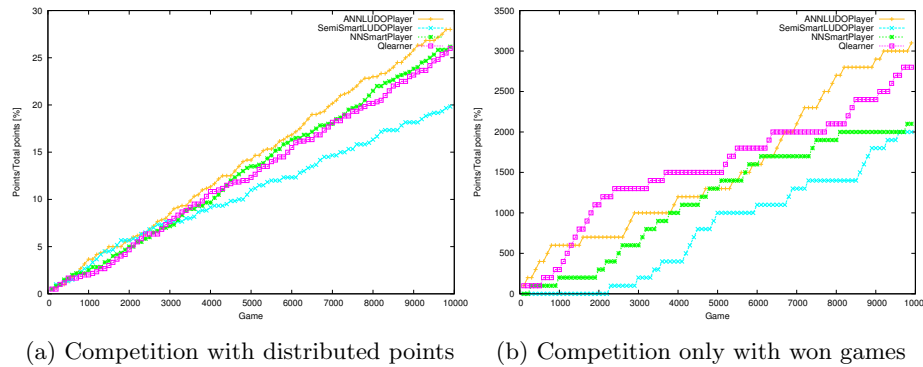 ANNLUDOPlayer
SemiSmartLUDOPlayer
NNSmartPlayer
Qlearner
Points/Total points [%]
30
25
20
15
10
5
0
0 1000 2000 3000 4000 5000 6000 7000 8000 9000 10000
Game
(a) Competition with distributed points
ANNLUDOPlayer
SemiSmartLUDOPlayer
NNSmartPlayer
Qlearner
Points/Total points [%]
3500
3000
2500
2000
1500
1000
500
0
0 1000 2000 3000 4000 5000 6000 7000 8000 9000 1000
Game
(b) Competition only with won games